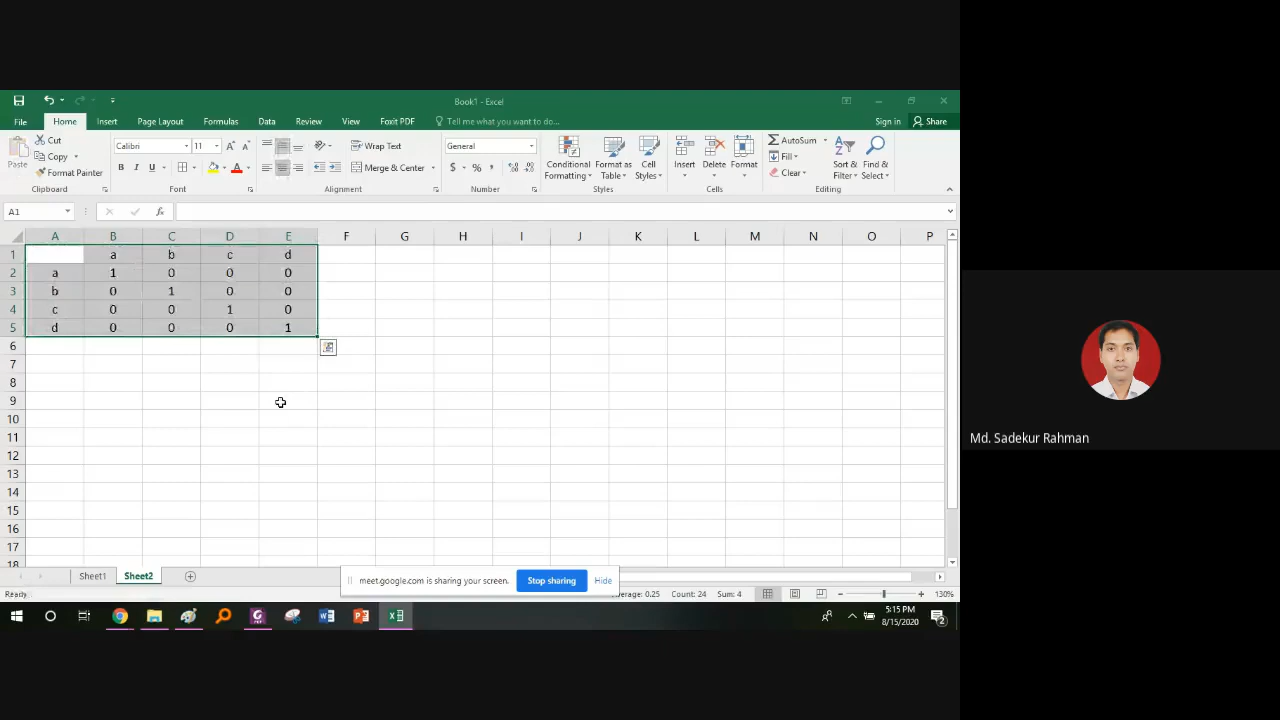 Book1 - Excel
File Home Insert Page Layout Formulas Data Review View Foxit PDF Tell me what you want to do... Sign in Share
Paste Cut Copy Format Painter Clipboard
Calibri 11 B I U Font
Wrap Text Merge & Center Alignment
General $ % , Number
Conditional Formatting Format as Table Cell Styles Styles
Insert Delete Format Cells
AutoSum Fill Clear Sort & Filter Find & Select Editing
A1 fx
A B C D E F G H I J K L M N O P
1 a b c d
2 a 1 0 0 0
3 b 0 1 0 0
4 c 0 0 1 0
5 d 0 0 0 1
6
7
8
9
10
11
12
13
14
15
16
17
18
Md. Sadekur Rahman
Sheet1 Sheet2
meet.google.com is sharing your screen. Stop sharing Hide
Ready Average: 0.25 Count: 24 Sum: 4 130%
5:15 PM
8/15/2020
2